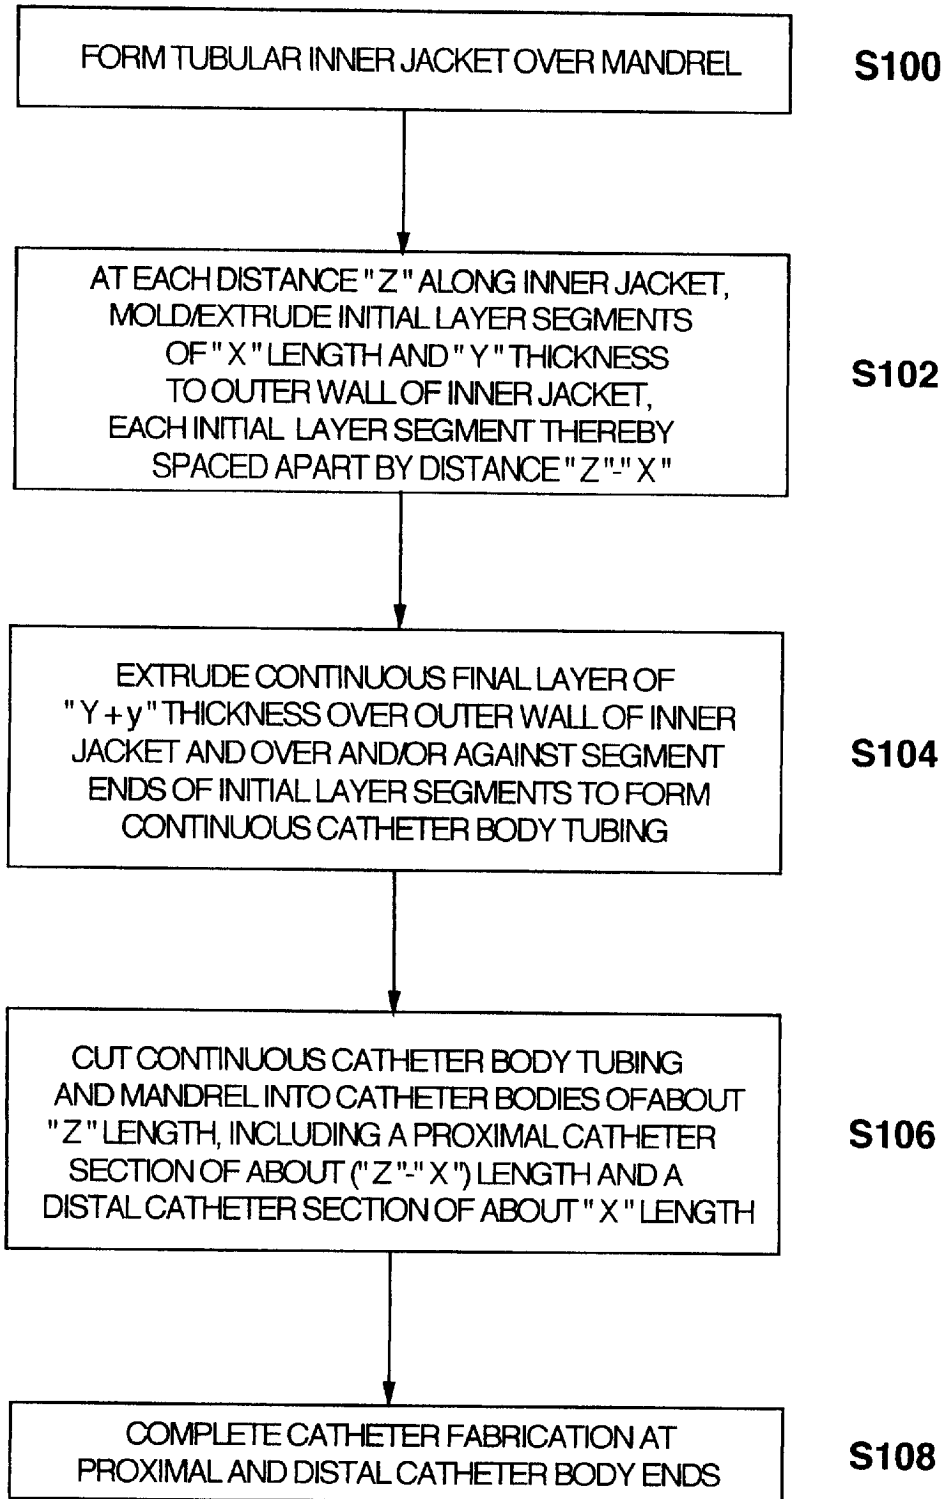 FORM TUBULAR INNER JACKET OVER MANDREL
S100
AT EACH DISTANCE "Z" ALONG INNER JACKET,
MOLD/EXTRUDE INITIAL LAYER SEGMENTS
OF "X" LENGTH AND "Y" THICKNESS
TO OUTER WALL OF INNER JACKET,
EACH INITIAL LAYER SEGMENT THEREBY
SPACED APART BY DISTANCE "Z"-"X"
S102
EXTRUDE CONTINUOUS FINAL LAYER OF
"Y+y" THICKNESS OVER OUTER WALL OF INNER
JACKET AND OVER AND/OR AGAINST SEGMENT
ENDS OF INITIAL LAYER SEGMENTS TO FORM
CONTINUOUS CATHETER BODY TUBING
S104
CUT CONTINUOUS CATHETER BODY TUBING
AND MANDREL INTO CATHETER BODIES OF ABOUT
"Z" LENGTH, INCLUDING A PROXIMAL CATHETER
SECTION OF ABOUT ("Z"-"X") LENGTH AND A
DISTAL CATHETER SECTION OF ABOUT "X" LENGTH
S106
COMPLETE CATHETER FABRICATION AT
PROXIMAL AND DISTAL CATHETER BODY ENDS
S108